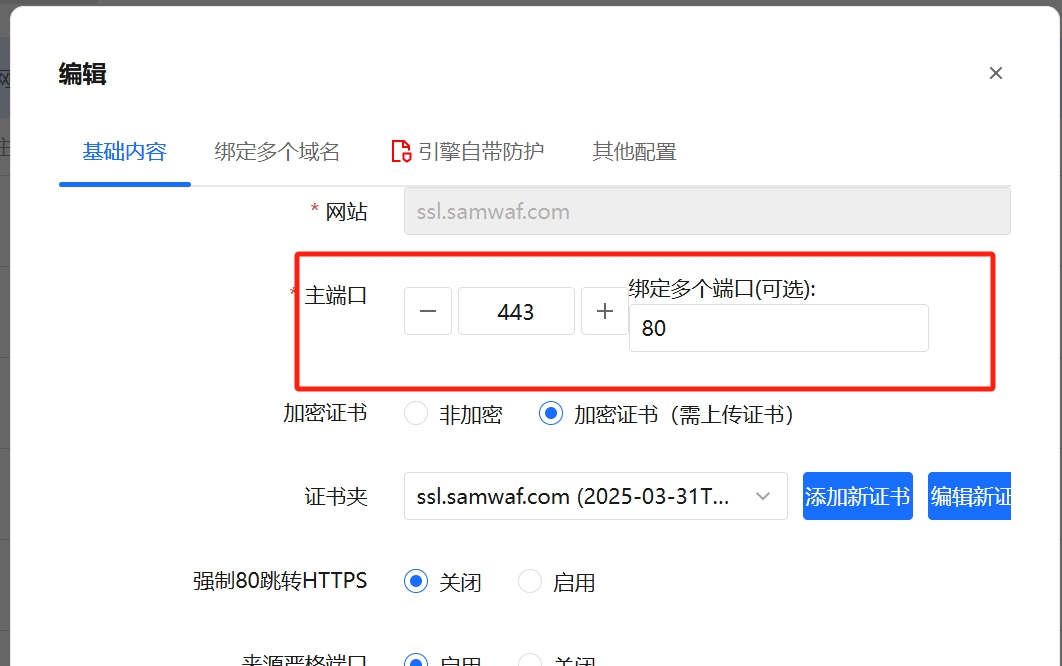 编辑
×
基础内容 绑定多个域名 引擎自带防护 其他配置
* 网站 ssl.samwaf.com
绑定多个端口(可选):
* 主端口 — 443 + 80
加密证书 非加密 加密证书（需上传证书）
证书夹 ssl.samwaf.com (2025-03-31T... 添加新证书 编辑新证
强制80跳转HTTPS 关闭 启用
来源严格端口 启用 关闭